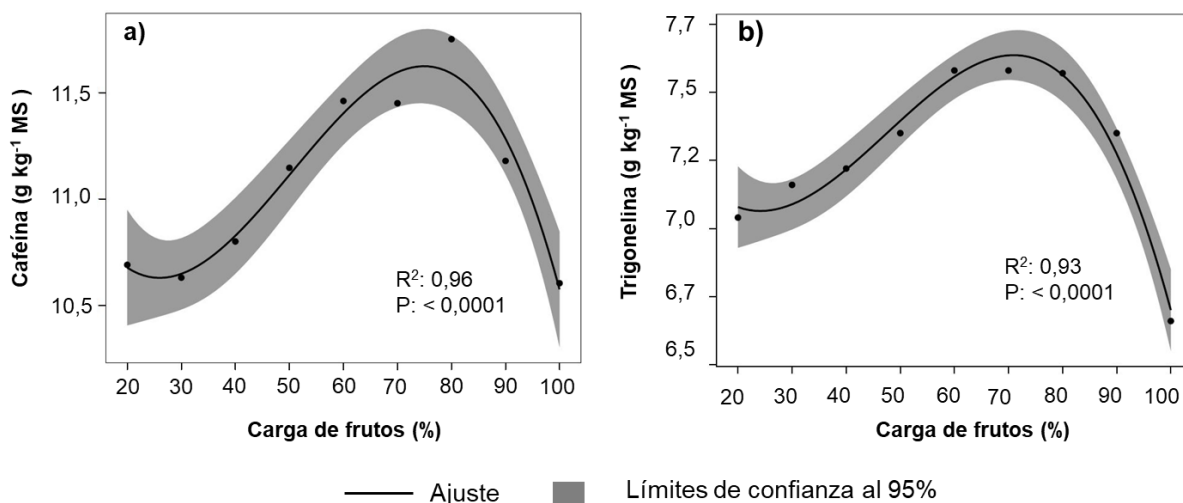 a)
Cafeína (g kg⁻¹ MS)
11,5
11,0
10,5
R²: 0,96
P: < 0,0001
20 30 40 50 60 70 80 90 100
Carga de frutos (%)
b)
Trigonelina (g kg⁻¹ MS)
7,7
7,5
7,2
7,0
6,7
6,5
R²: 0,93
P: < 0,0001
20 30 40 50 60 70 80 90 100
Carga de frutos (%)
Ajuste Límites de confianza al 95%